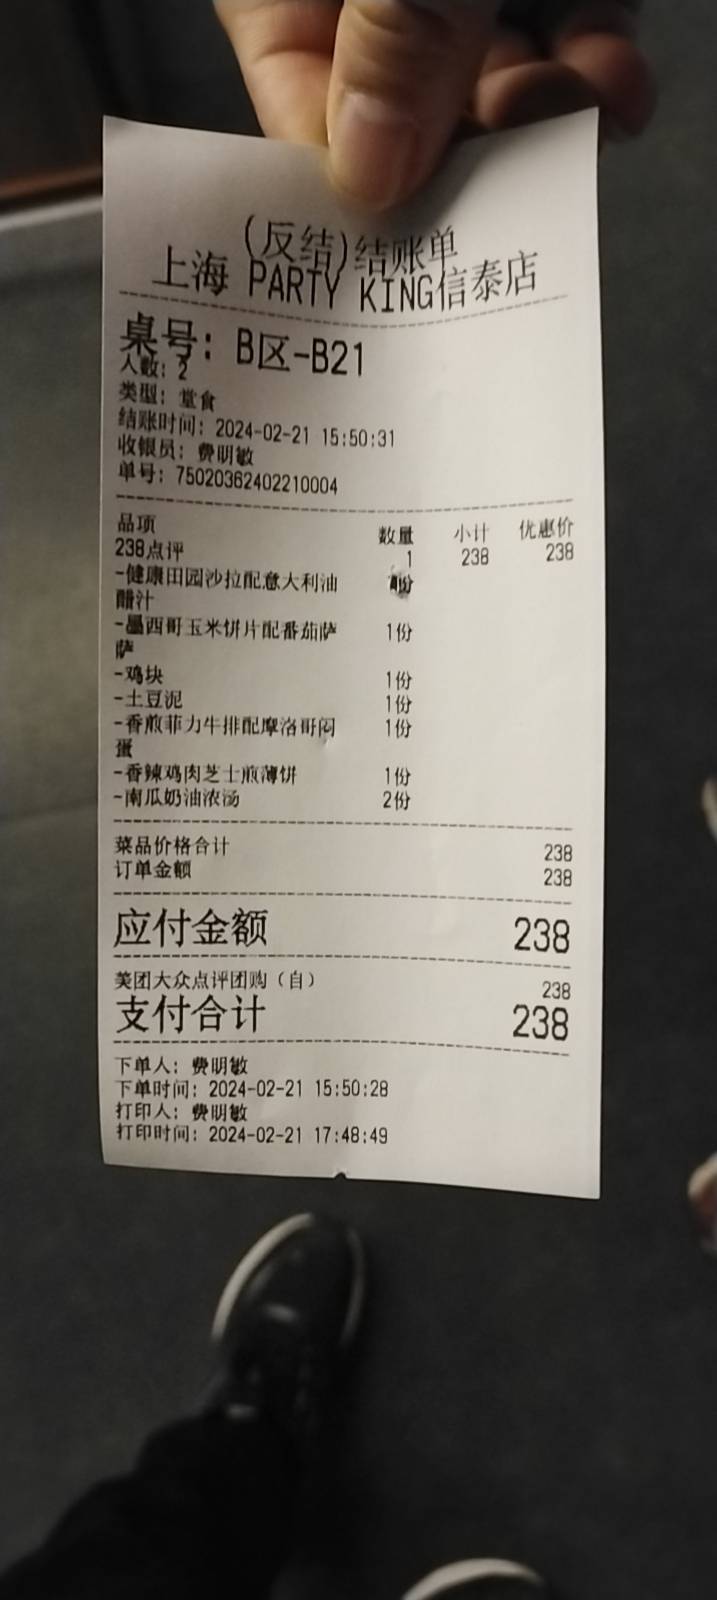 (反结)结账单
上海 PARTY KING信泰店
桌号: B区-B21
人数: 2
类型: 堂食
结账时间: 2024-02-21 15:50:31
收银员: 费明敏
单号: 75020362402210004
品项 数量 小计 优惠价
238点评 1 238 238
-健康田园沙拉配意大利油 份
醋汁
-墨西哥玉米饼片配番茄萨 1份
萨
-鸡块 1份
-土豆泥 1份
-香煎菲力牛排配摩洛哥闷 1份
蛋
-香辣鸡肉芝士煎薄饼 1份
-南瓜奶油浓汤 2份
菜品价格合计 238
订单金额 238
应付金额 238
美团大众点评团购（自） 238
支付合计 238
下单人: 费明敏
下单时间: 2024-02-21 15:50:28
打印人: 费明敏
打印时间: 2024-02-21 17:48:49